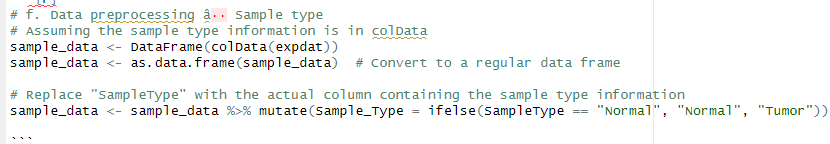 # f. Data preprocessing â.. Sample type
# Assuming the sample type information is in colData
sample_data <- DataFrame(colData(expdat))
sample_data <- as.data.frame(sample_data)  # Convert to a regular data frame
# Replace "SampleType" with the actual column containing the sample type information
sample_data <- sample_data %>% mutate(Sample_Type = ifelse(SampleType == "Normal", "Normal", "Tumor"))
```